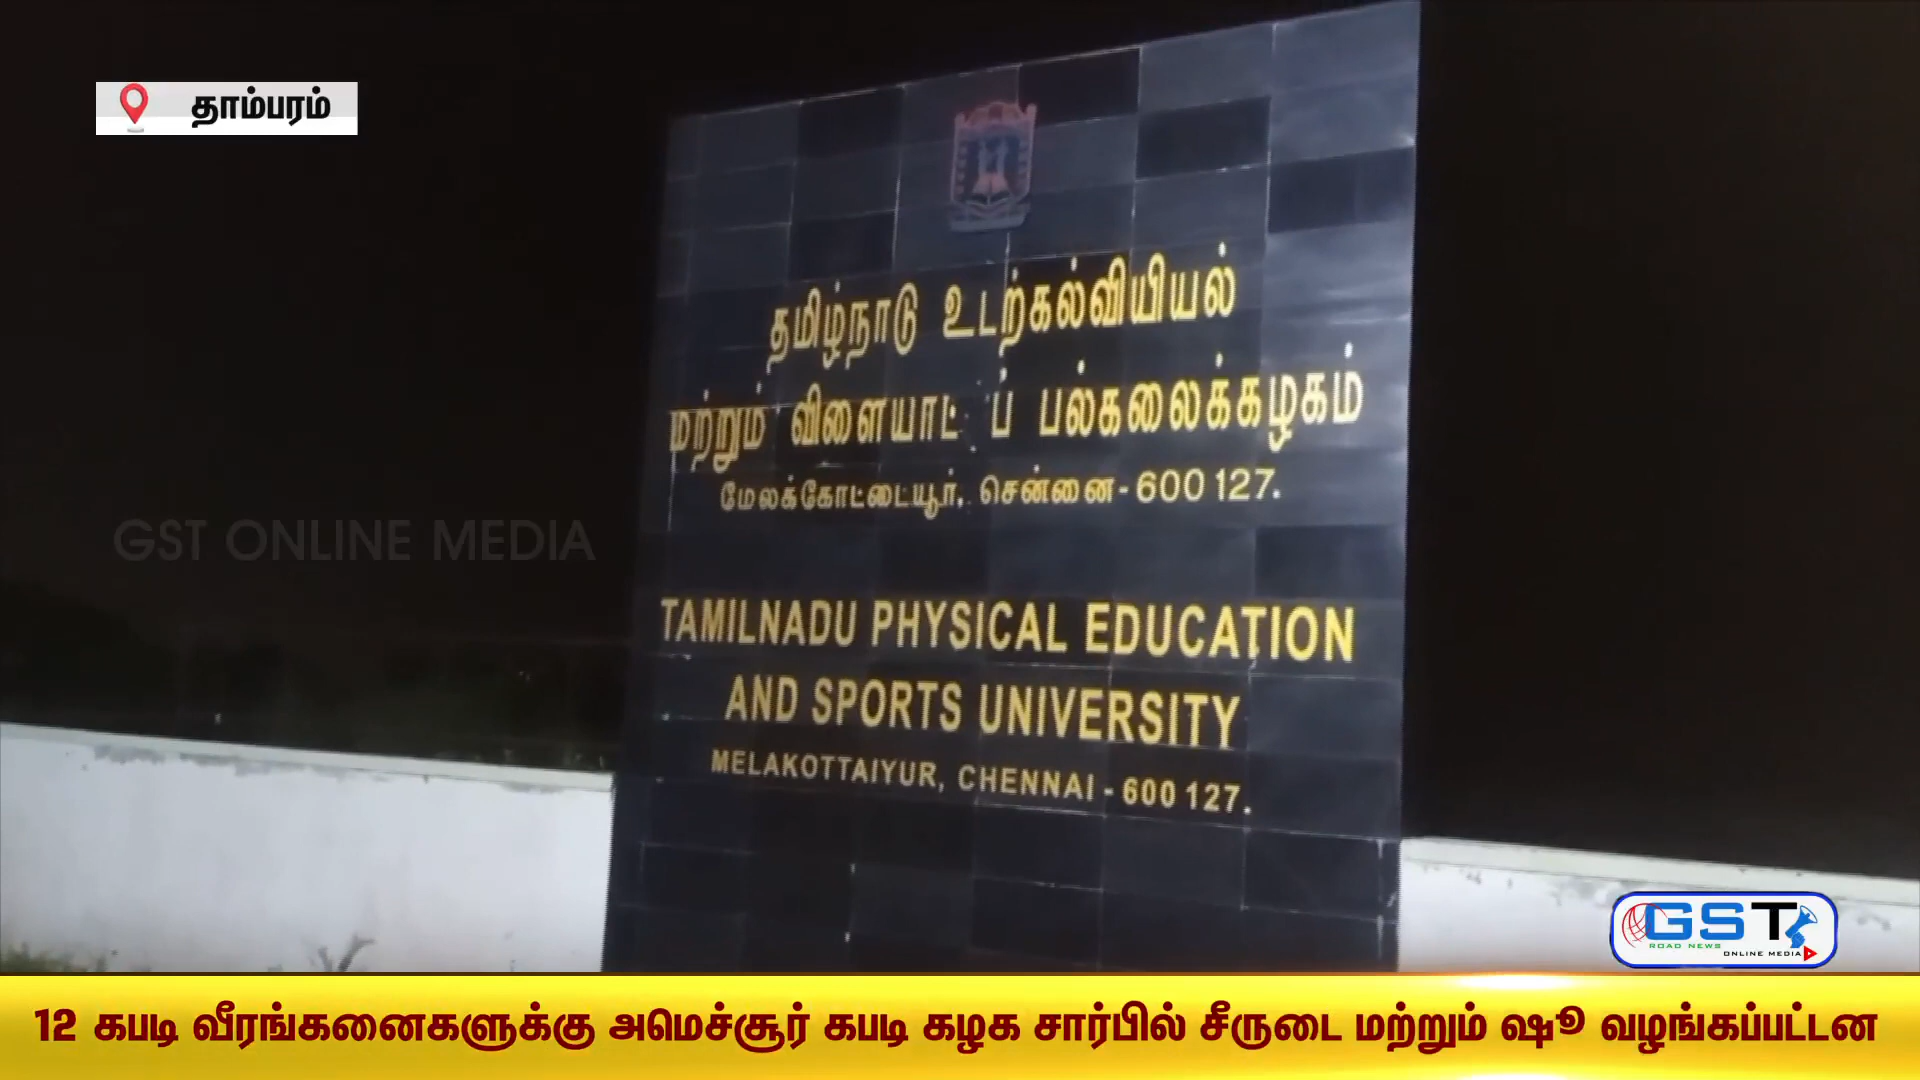 தாம்பரம்
தமிழ்நாடு உடற்கல்வியியல்
மற்றும் விளையாட் ப் பல்கலைக்கழகம்
மேலக்கோட்டையூர், சென்னை - 600 127.
GST ONLINE MEDIA
TAMILNADU PHYSICAL EDUCATION
AND SPORTS UNIVERSITY
MELAKOTTAIYUR, CHENNAI - 600 127.
GST
ROAD NEWS
ONLINE MEDIA
12 கபடி வீரங்கனைகளுக்கு அமெச்சூர் கபடி கழக சார்பில் சீருடை மற்றும் ஷூ வழங்கப்பட்டன